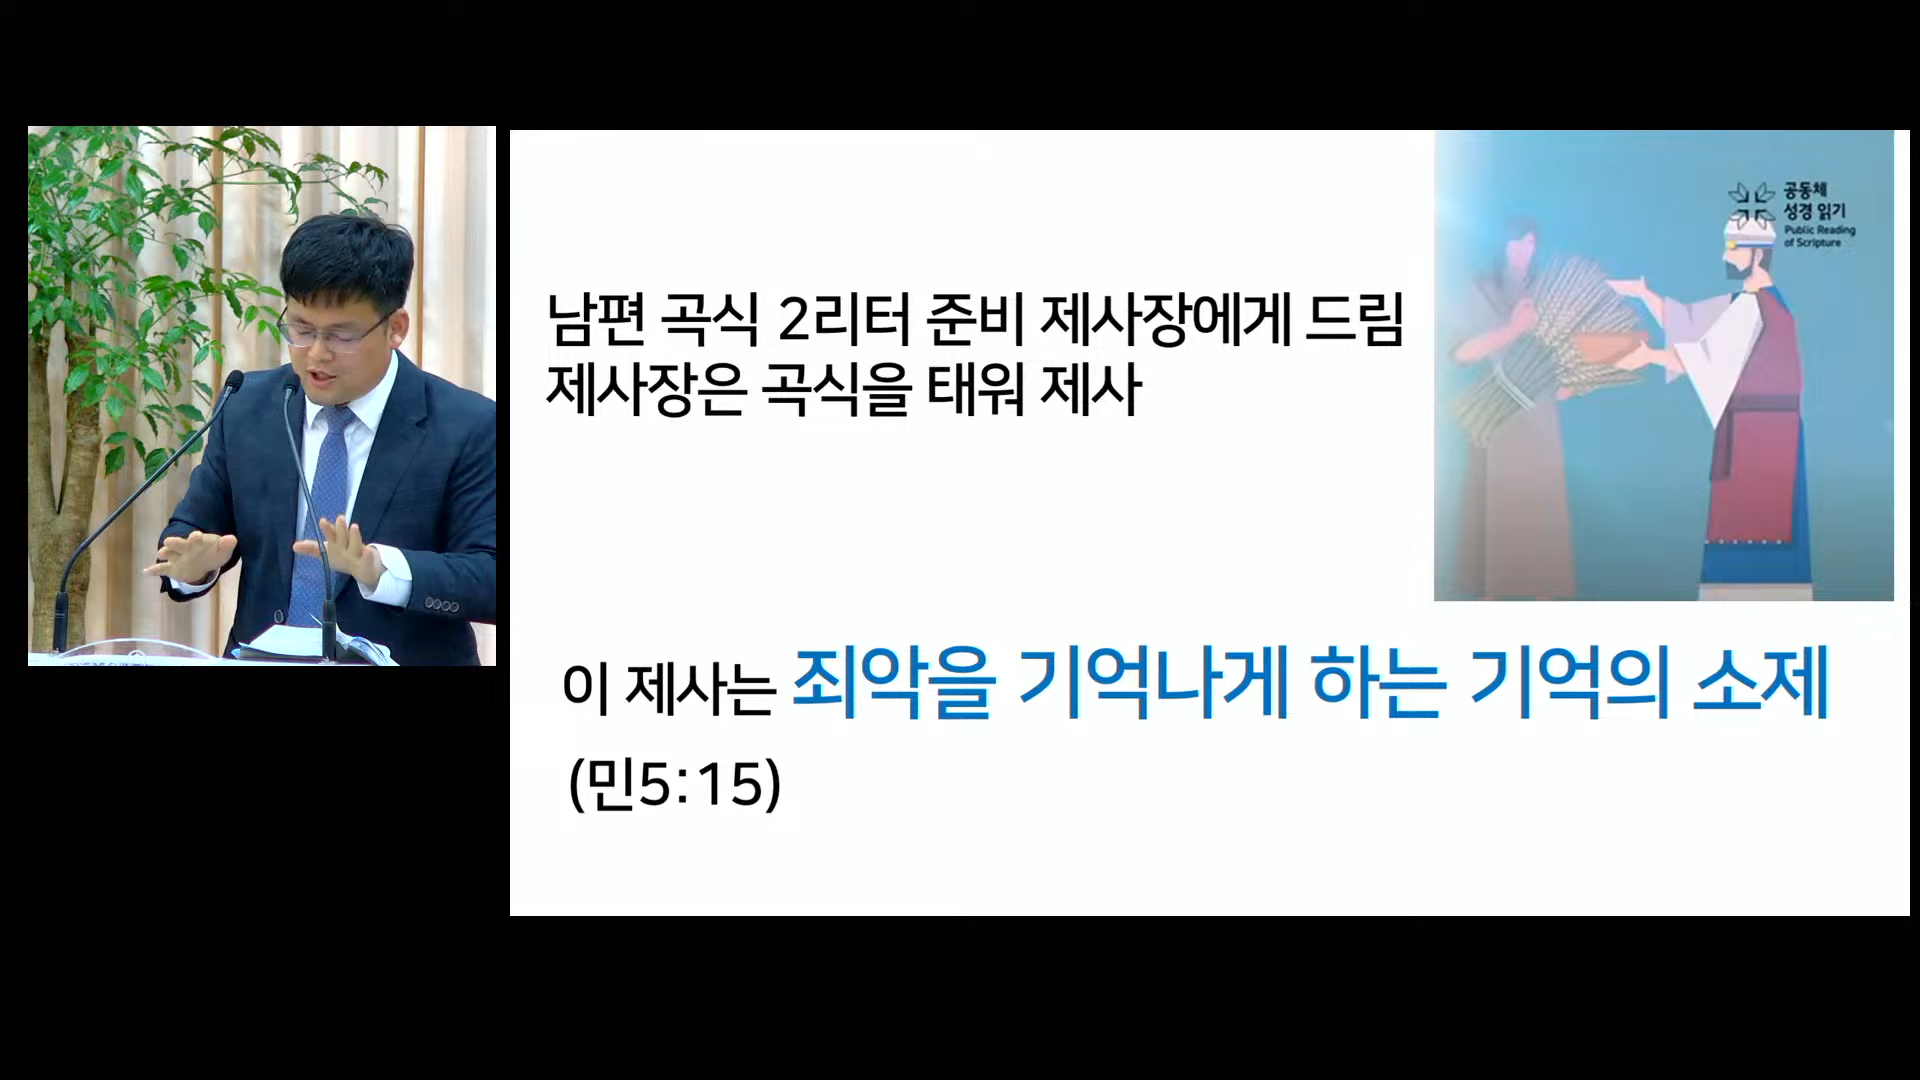 남편 곡식 2리터 준비 제사장에게 드림
제사장은 곡식을 태워 제사
공동체
성경 읽기
Public Reading
of Scripture
이 제사는 죄악을 기억나게 하는 기억의 소제
(민5:15)